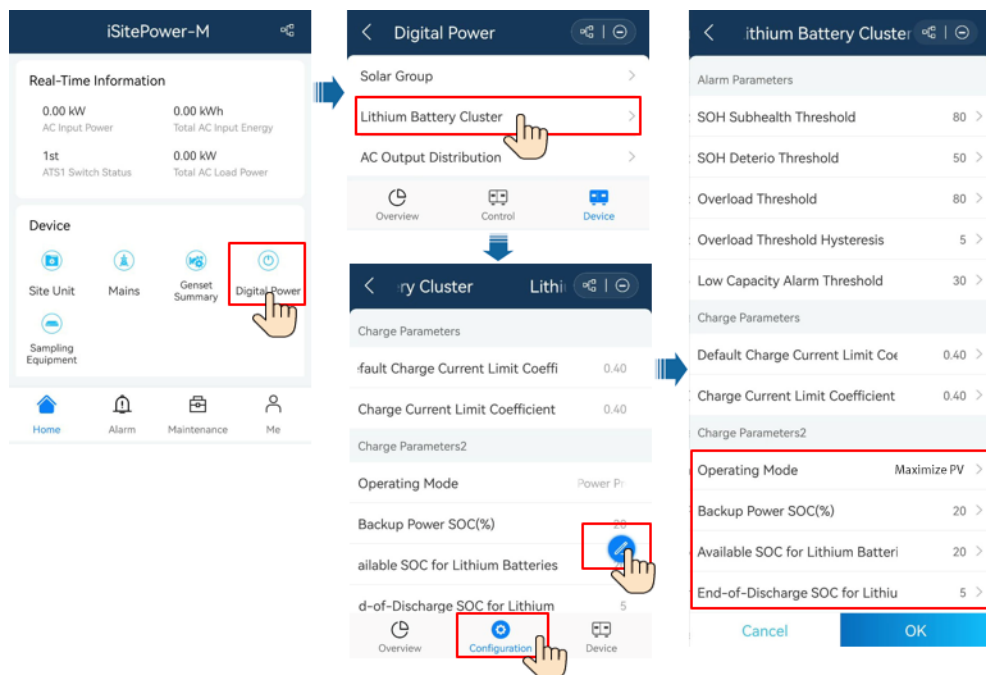 iSitePower-M
Real-Time Information
0.00 kW
0.00 kWh
AC Input Power
Total AC Input Energy
1st
0.00 kW
ATS1 Switch Status
Total AC Load Power
Device
Site Unit
Mains
Genset
Summary
Digital Power
Sampling
Equipment
Home
Alarm
Maintenance
Me
Digital Power
Solar Group
Lithium Battery Cluster
AC Output Distribution
Overview
Control
Device
ry Cluster
Lithi
Charge Parameters
fault Charge Current Limit Coeffi
0.40
Charge Current Limit Coefficient
0.40
Charge Parameters2
Operating Mode
Power Pr
Backup Power SOC(%)
20
ailable SOC for Lithium Batteries
d-of-Discharge SOC for Lithium
5
Overview
Configuration
Device
ithium Battery Cluster
Alarm Parameters
SOH Subhealth Threshold
80
SOH Deterio Threshold
50
Overload Threshold
80
Overload Threshold Hysteresis
5
Low Capacity Alarm Threshold
30
Charge Parameters
Default Charge Current Limit Coe
0.40
Charge Current Limit Coefficient
0.40
Charge Parameters2
Operating Mode
Maximize PV
Backup Power SOC(%)
20
Available SOC for Lithium Batteri
20
End-of-Discharge SOC for Lithiu
5
Cancel
OK